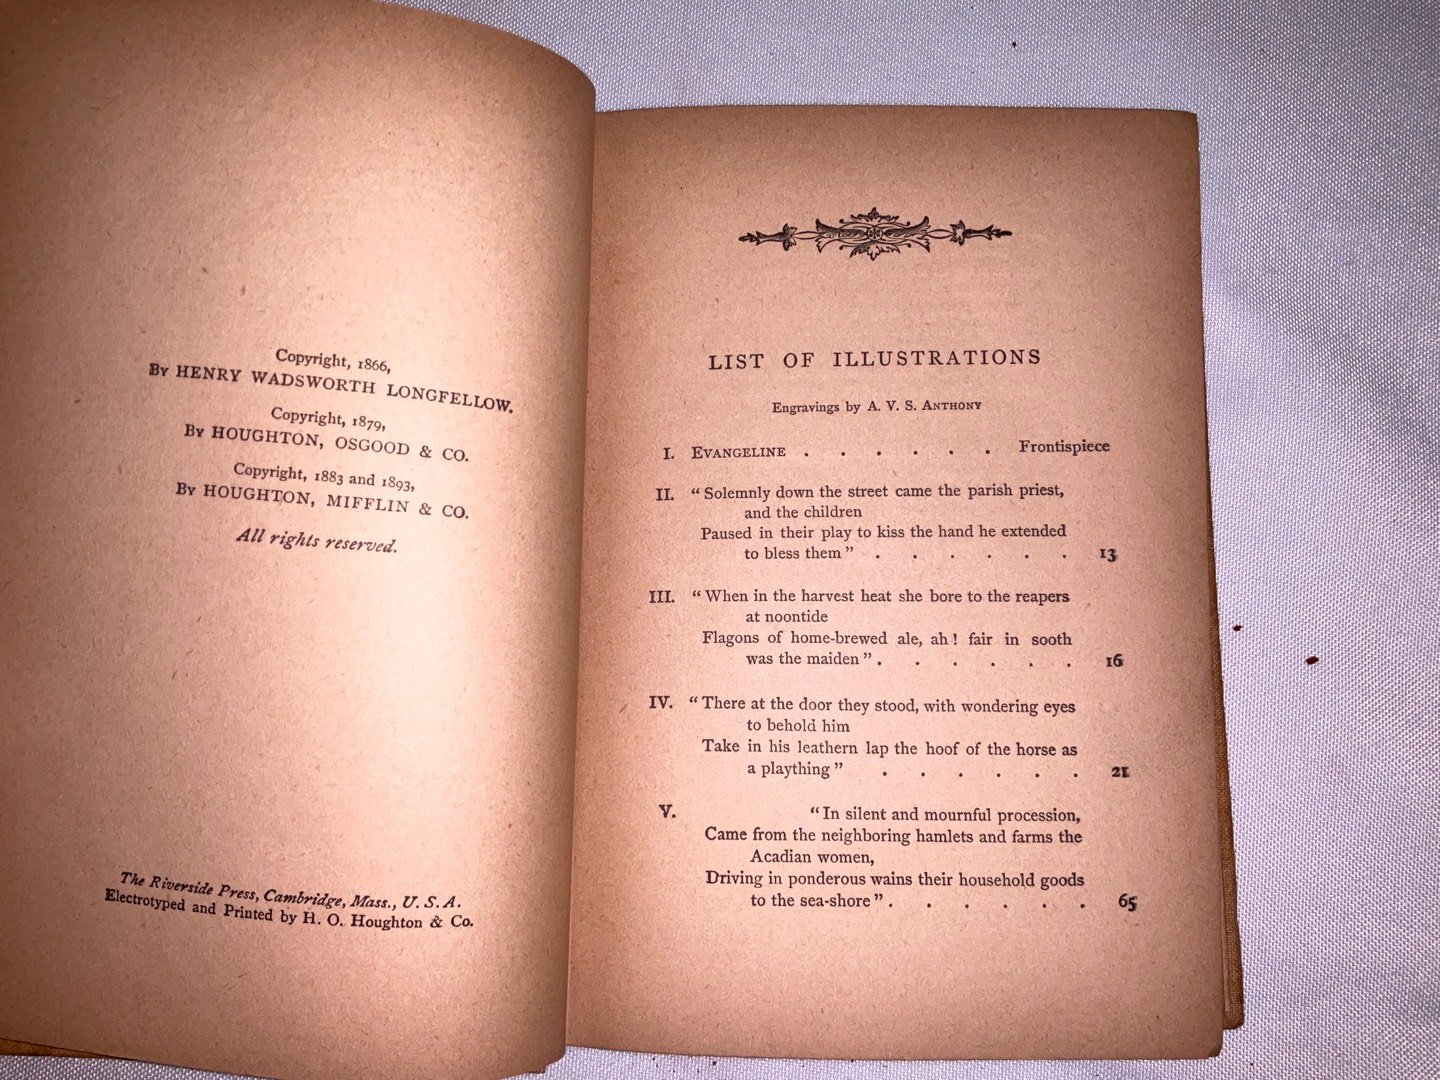 Copyright, 1866,
By HENRY WADSWORTH LONGFELLOW.
Copyright, 1879,
By HOUGHTON, OSGOOD & CO.
Copyright, 1883 and 1893,
By HOUGHTON, MIFFLIN & CO.
All rights reserved.
The Riverside Press, Cambridge, Mass., U. S. A.
Electrotyped and Printed by H. O. Houghton & Co.
LIST OF ILLUSTRATIONS
Engravings by A. V. S. ANTHONY
I. EVANGELINE . . . . . . Frontispiece
II. "Solemnly down the street came the parish priest,
and the children
Paused in their play to kiss the hand he extended
to bless them" . . . . . . 13
III. "When in the harvest heat she bore to the reapers
at noontide
Flagons of home-brewed ale, ah! fair in sooth
was the maiden". . . . . . 16
IV. "There at the door they stood, with wondering eyes
to behold him
Take in his leathern lap the hoof of the horse as
a plaything" . . . . . . 21
V. "In silent and mournful procession,
Came from the neighboring hamlets and farms the
Acadian women,
Driving in ponderous wains their household goods
to the sea-shore". . . . . . 65